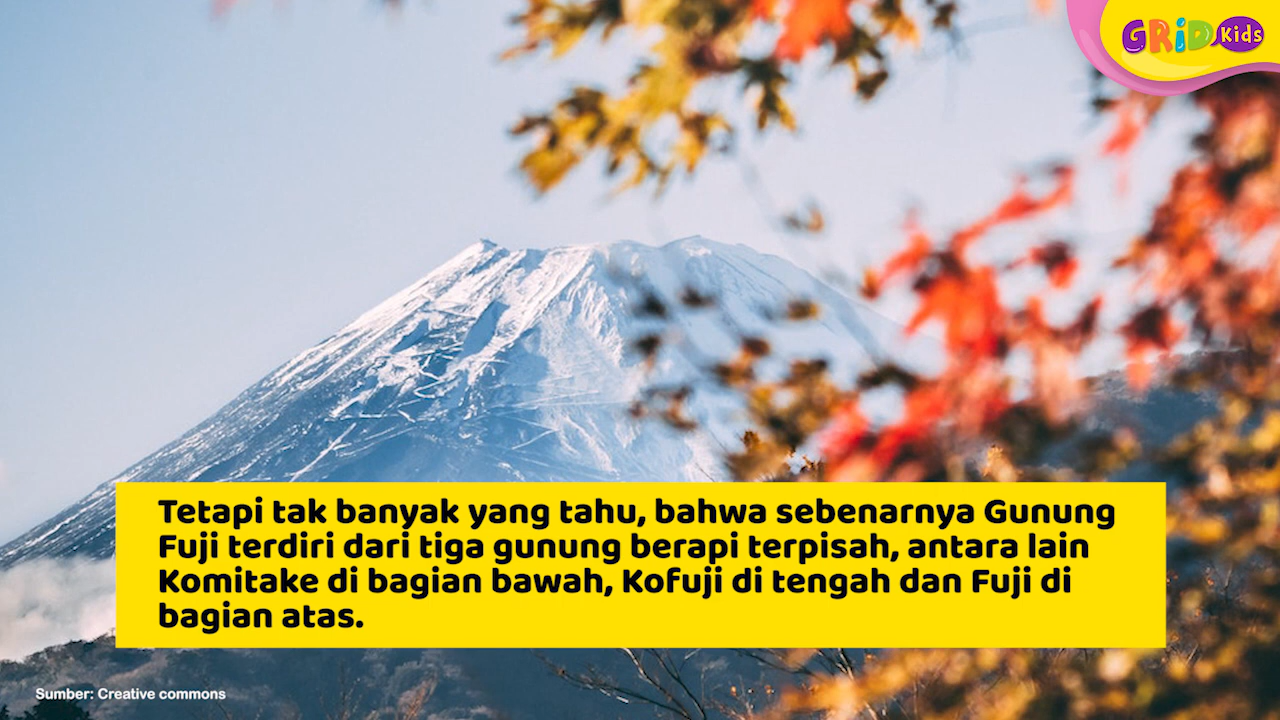 GRID Kids
Tetapi tak banyak yang tahu, bahwa sebenarnya Gunung
Fuji terdiri dari tiga gunung berapi terpisah, antara lain
Komitake di bagian bawah, Kofuji di tengah dan Fuji di
bagian atas.
Sumber: Creative commons